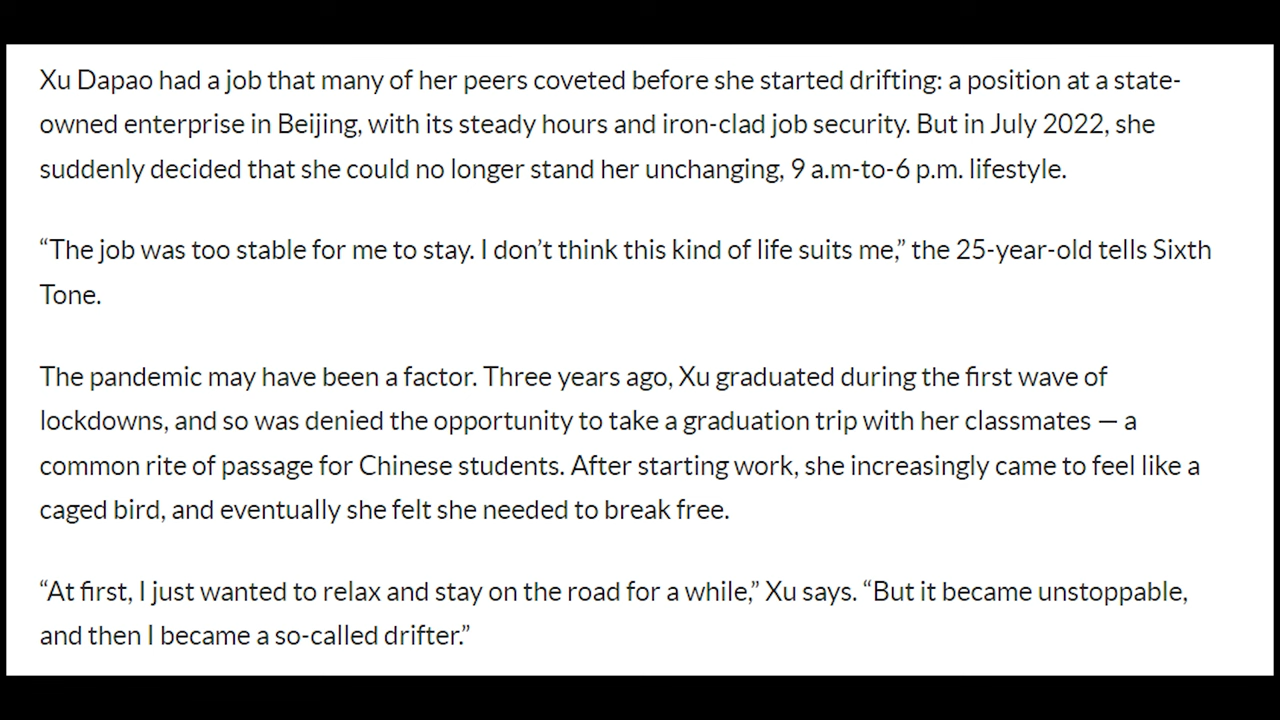 Xu Dapao had a job that many of her peers coveted before she started drifting: a position at a state-
owned enterprise in Beijing, with its steady hours and iron-clad job security. But in July 2022, she
suddenly decided that she could no longer stand her unchanging, 9 a.m-to-6 p.m. lifestyle.
“The job was too stable for me to stay. I don’t think this kind of life suits me,” the 25-year-old tells Sixth
Tone.
The pandemic may have been a factor. Three years ago, Xu graduated during the first wave of
lockdowns, and so was denied the opportunity to take a graduation trip with her classmates — a
common rite of passage for Chinese students. After starting work, she increasingly came to feel like a
caged bird, and eventually she felt she needed to break free.
“At first, I just wanted to relax and stay on the road for a while,” Xu says. “But it became unstoppable,
and then I became a so-called drifter.”